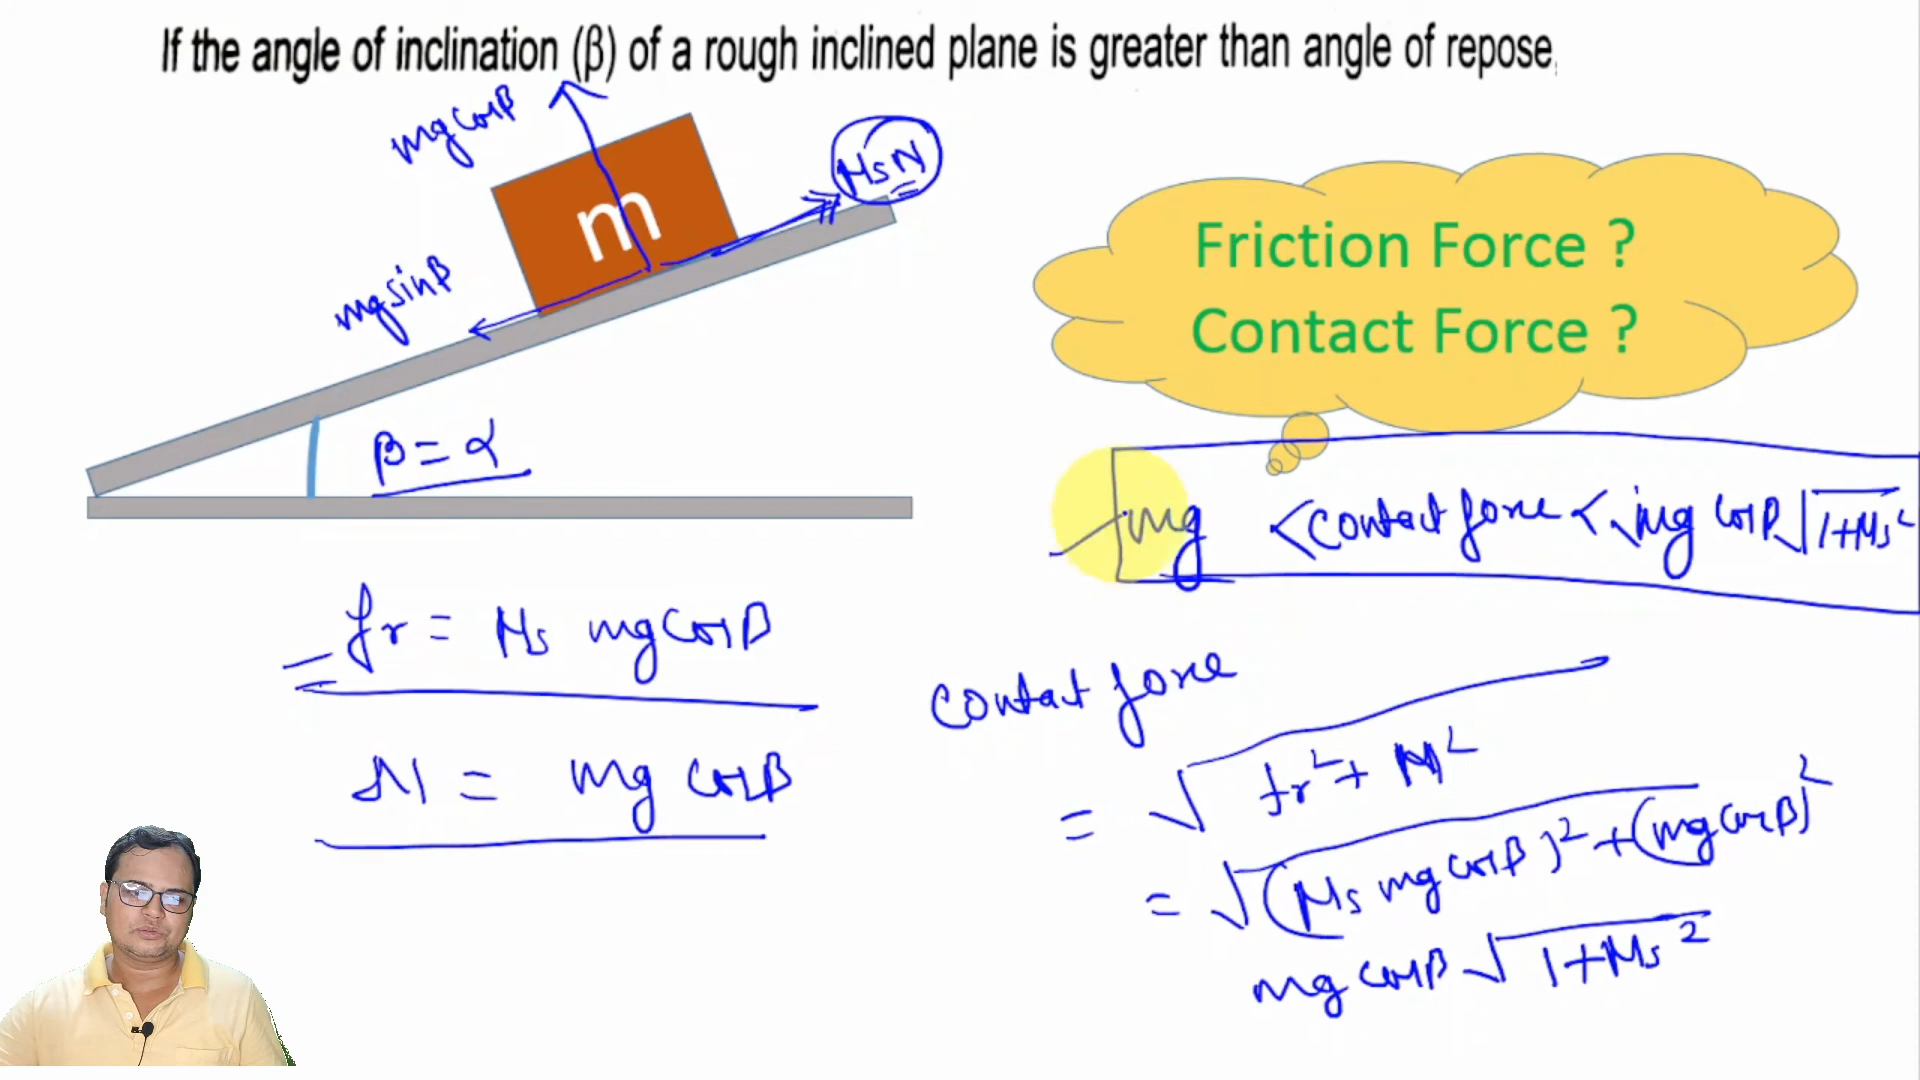 If the angle of inclination (β) of a rough inclined plane is greater than angle of repose,
mg cosβ
μsN
m
mg sinβ
β = α
Friction Force ?
Contact Force ?
mg < contact force < mg cosβ √1+μs²
fr = μs mg cosβ
N = mg cosβ
contact force
= √fr² + N²
= √(μs mg cosβ)² + (mg cosβ)²
mg cosβ √1+μs²